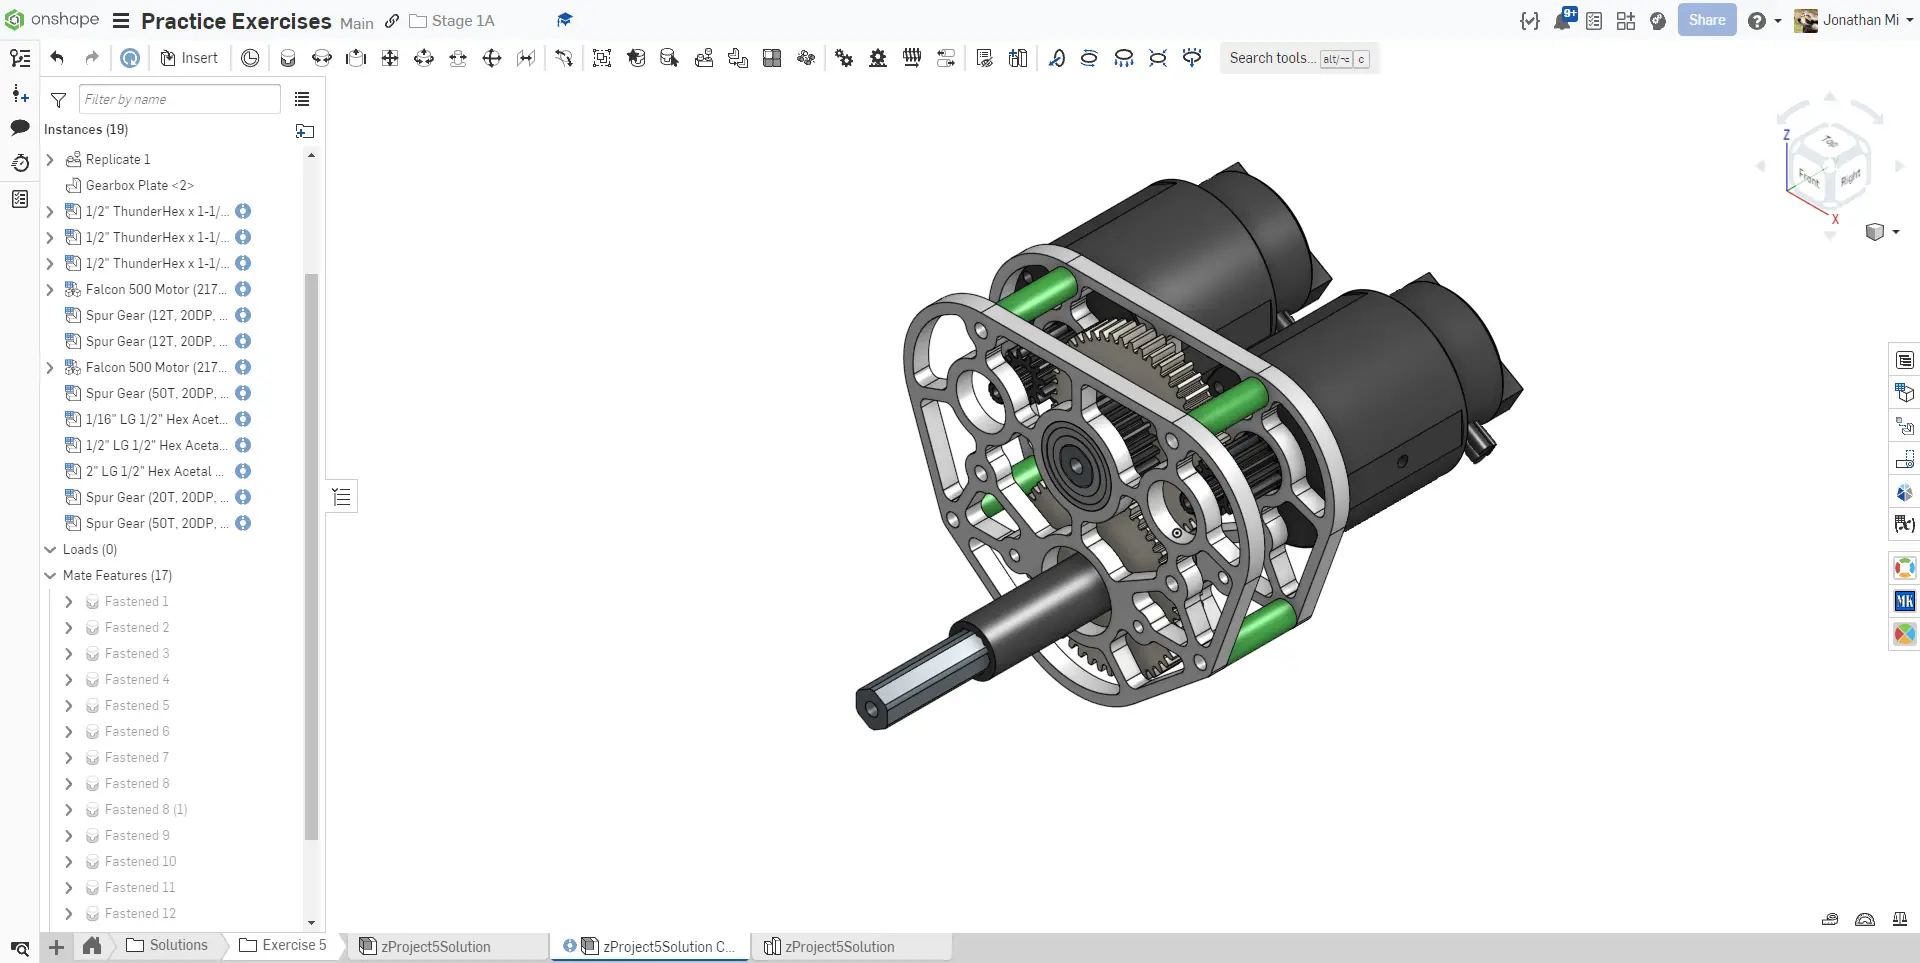 onshape Practice Exercises Main Stage 1A 9+ Share Jonathan Mi
Insert Search tools... alt/⌥ c
Filter by name
Instances (19)
Replicate 1
Gearbox Plate <2>
1/2" ThunderHex x 1-1/...
1/2" ThunderHex x 1-1/...
1/2" ThunderHex x 1-1/...
Falcon 500 Motor (217...
Spur Gear (12T, 20DP, ...
Spur Gear (12T, 20DP, ...
Falcon 500 Motor (217...
Spur Gear (50T, 20DP, ...
1/16" LG 1/2" Hex Acet...
1/2" LG 1/2" Hex Aceta...
2" LG 1/2" Hex Acetal ...
Spur Gear (20T, 20DP, ...
Spur Gear (50T, 20DP, ...
Loads (0)
Mate Features (17)
Fastened 1
Fastened 2
Fastened 3
Fastened 4
Fastened 5
Fastened 6
Fastened 7
Fastened 8
Fastened 8 (1)
Fastened 9
Fastened 10
Fastened 11
Fastened 12
Z
Top
Front
Right
X
MK
Solutions Exercise 5 zProject5Solution zProject5Solution C... zProject5Solution